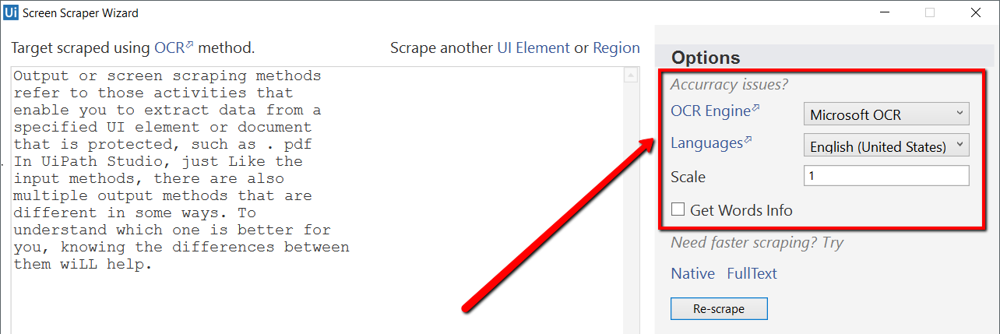 Ui Screen Scraper Wizard
Target scraped using OCR method.
Scrape another UI Element or Region
Output or screen scraping methods
refer to those activities that
enable you to extract data from a
specified UI element or document
that is protected, such as . pdf
In UiPath Studio, just Like the
input methods, there are also
multiple output methods that are
different in some ways. To
understand which one is better for
you, knowing the differences between
them wiLL help.
Options
Accurracy issues?
OCR Engine Microsoft OCR
Languages English (United States)
Scale 1
Get Words Info
Need faster scraping? Try
Native FullText
Re-scrape